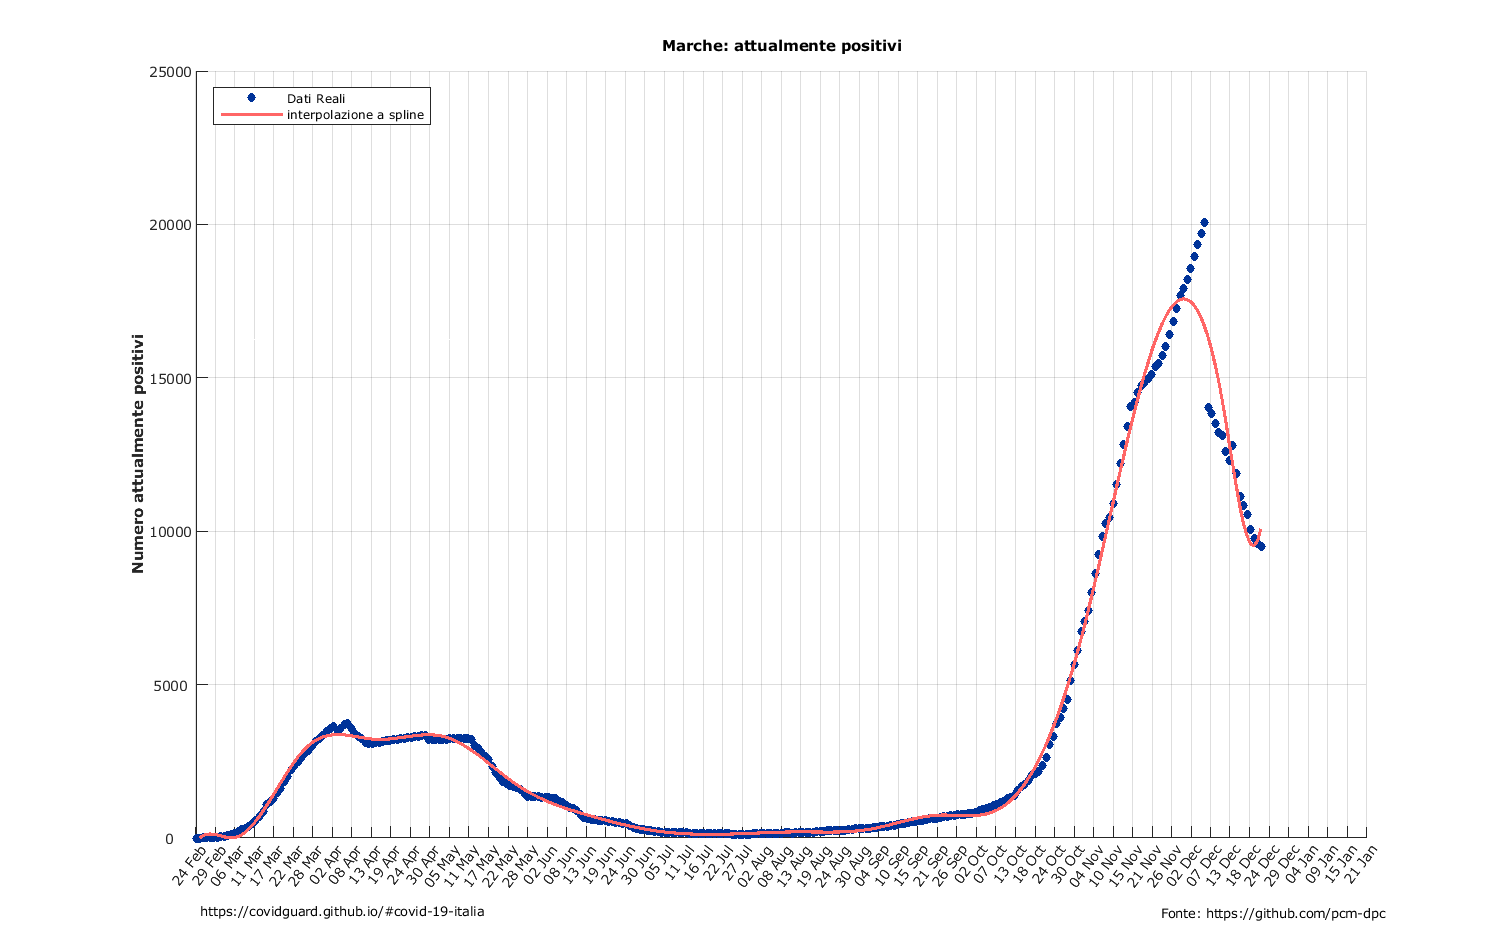 Marche: attualmente positivi
25000
Dati Reali
interpolazione a spline
20000
15000
10000
5000
0
Numero attualmente positivi
24 Feb
29 Feb
06 Mar
11 Mar
17 Mar
22 Mar
28 Mar
02 Apr
08 Apr
13 Apr
19 Apr
24 Apr
30 Apr
05 May
11 May
17 May
22 May
28 May
02 Jun
08 Jun
13 Jun
19 Jun
24 Jun
30 Jun
05 Jul
11 Jul
16 Jul
22 Jul
27 Jul
02 Aug
08 Aug
13 Aug
19 Aug
24 Aug
30 Aug
04 Sep
10 Sep
15 Sep
21 Sep
26 Sep
02 Oct
07 Oct
13 Oct
18 Oct
24 Oct
30 Oct
04 Nov
10 Nov
15 Nov
21 Nov
26 Nov
02 Dec
07 Dec
13 Dec
18 Dec
24 Dec
29 Dec
04 Jan
09 Jan
15 Jan
21 Jan
https://covidguard.github.io/#covid-19-italia
Fonte: https://github.com/pcm-dpc